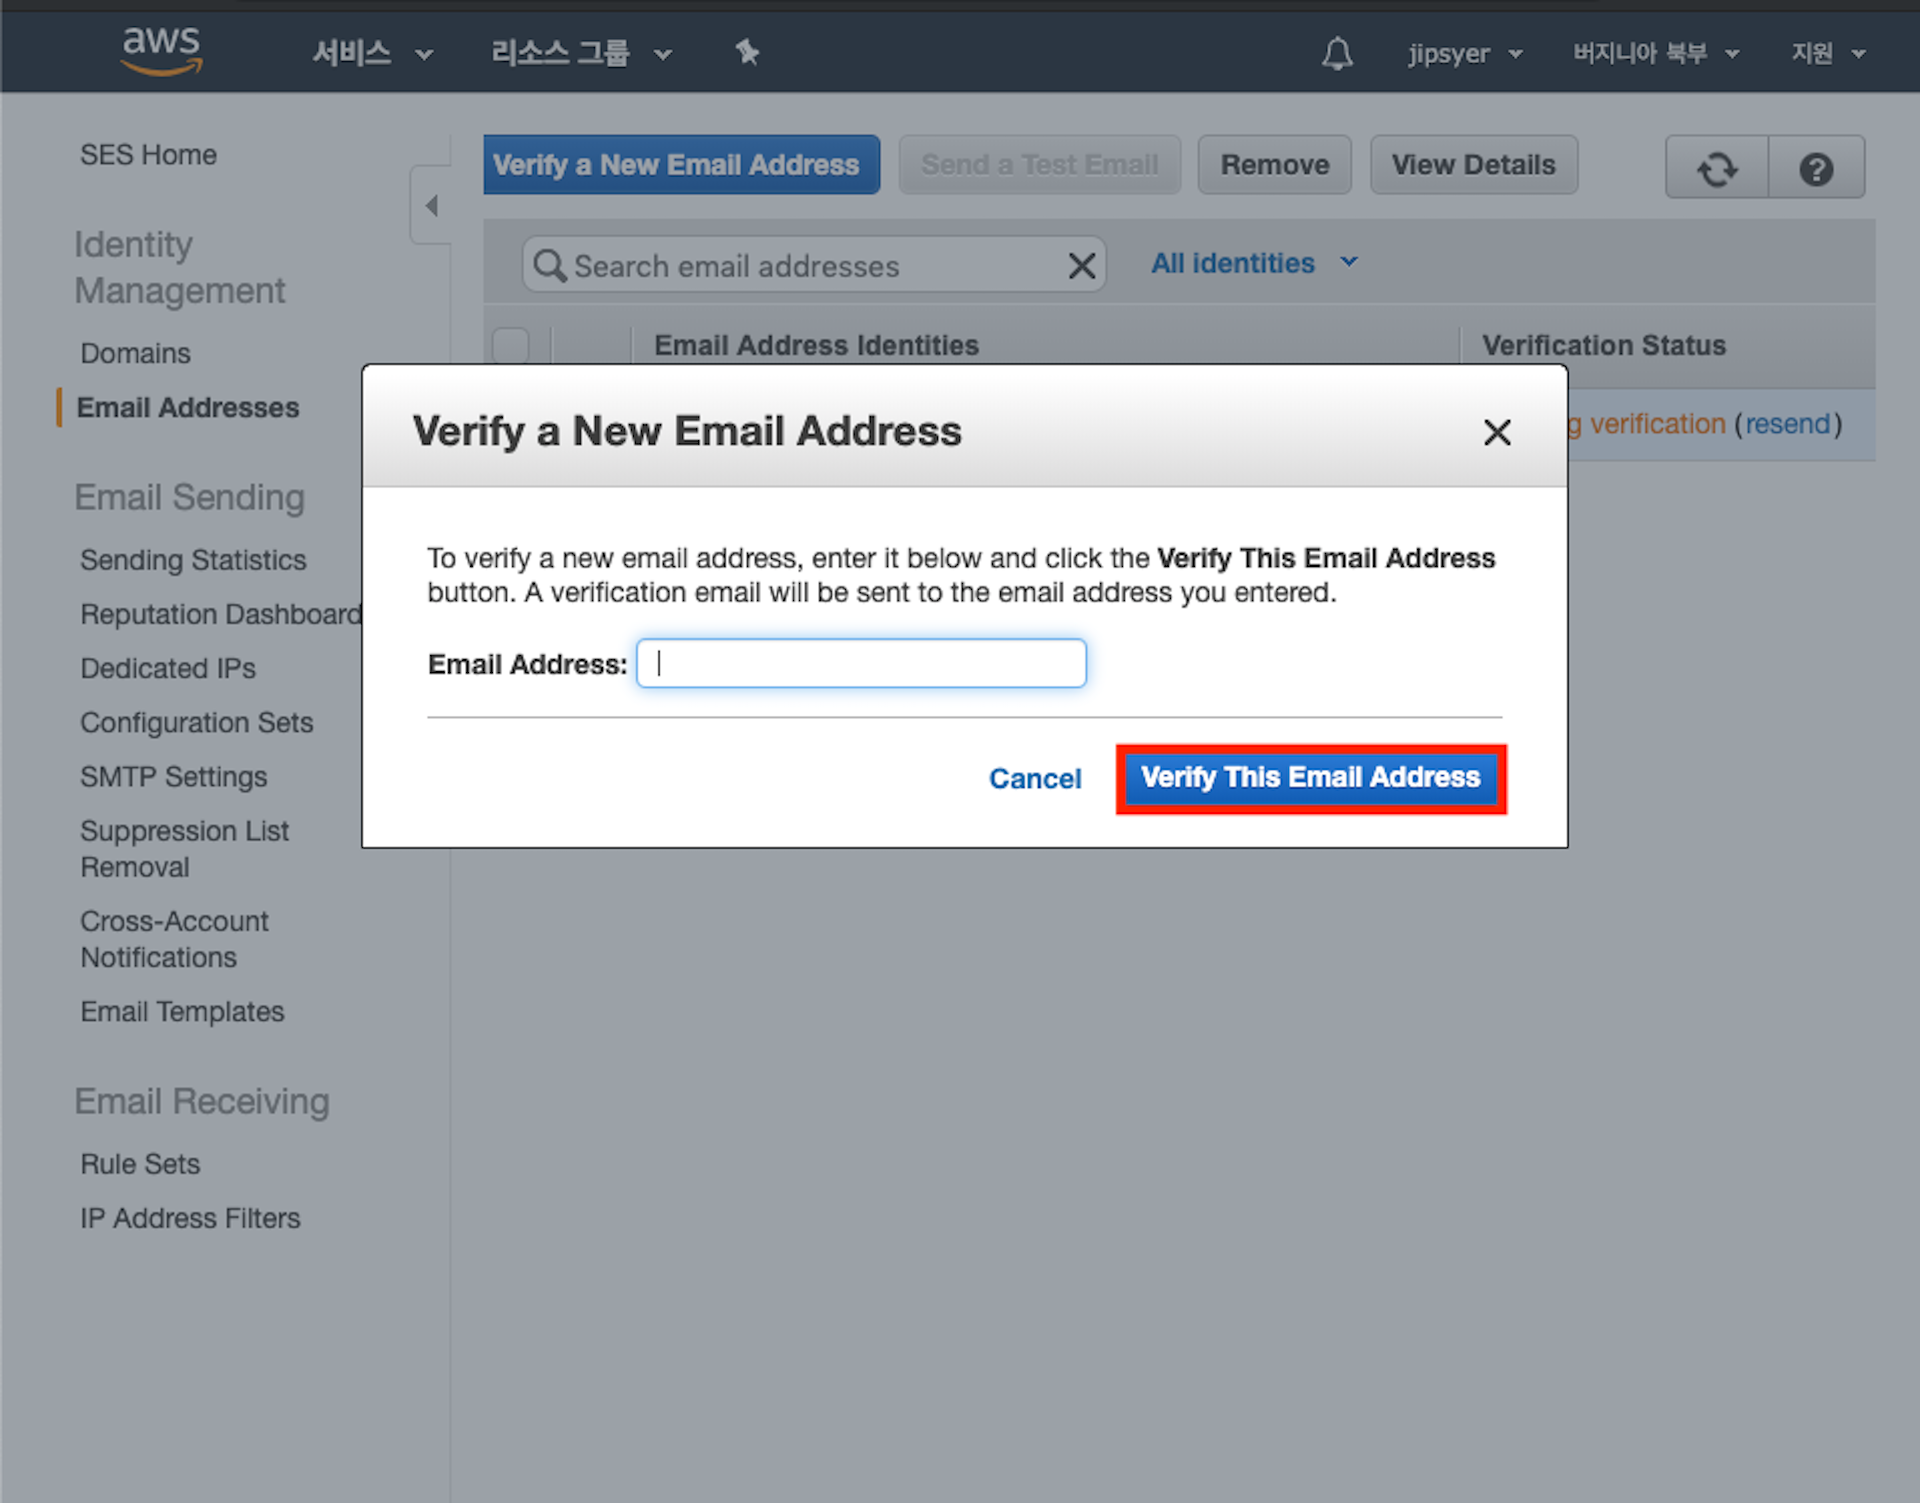 aws
서비스
리소스 그룹
jipsyer
버지니아 북부
지원
SES Home
Identity
Management
Domains
Email Addresses
Email Sending
Sending Statistics
Reputation Dashboard
Dedicated IPs
Configuration Sets
SMTP Settings
Suppression List
Removal
Cross-Account
Notifications
Email Templates
Email Receiving
Rule Sets
IP Address Filters
Verify a New Email Address
Send a Test Email
Remove
View Details
Search email addresses
All identities
Email Address Identities
Verification Status
g verification (resend)
Verify a New Email Address
To verify a new email address, enter it below and click the Verify This Email Address
button. A verification email will be sent to the email address you entered.
Email Address:
Cancel
Verify This Email Address